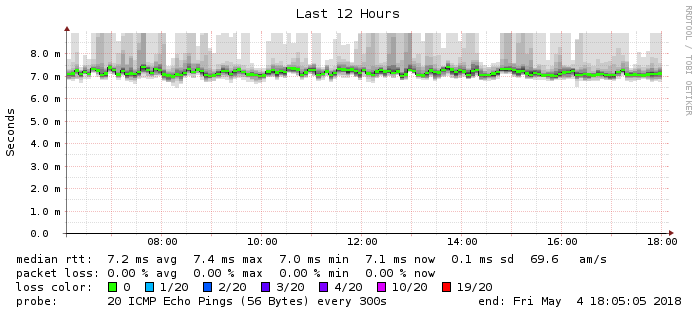 Last 12 Hours
RRDTOOL / TOBI OETIKER
Seconds
8.0 m
7.0 m
6.0 m
5.0 m
4.0 m
3.0 m
2.0 m
1.0 m
0.0
08:00 10:00 12:00 14:00 16:00 18:00
median rtt: 7.2 ms avg 7.4 ms max 7.0 ms min 7.1 ms now 0.1 ms sd 69.6 am/s
packet loss: 0.00 % avg 0.00 % max 0.00 % min 0.00 % now
loss color: 0 1/20 2/20 3/20 4/20 10/20 19/20
probe: 20 ICMP Echo Pings (56 Bytes) every 300s end: Fri May 4 18:05:05 2018